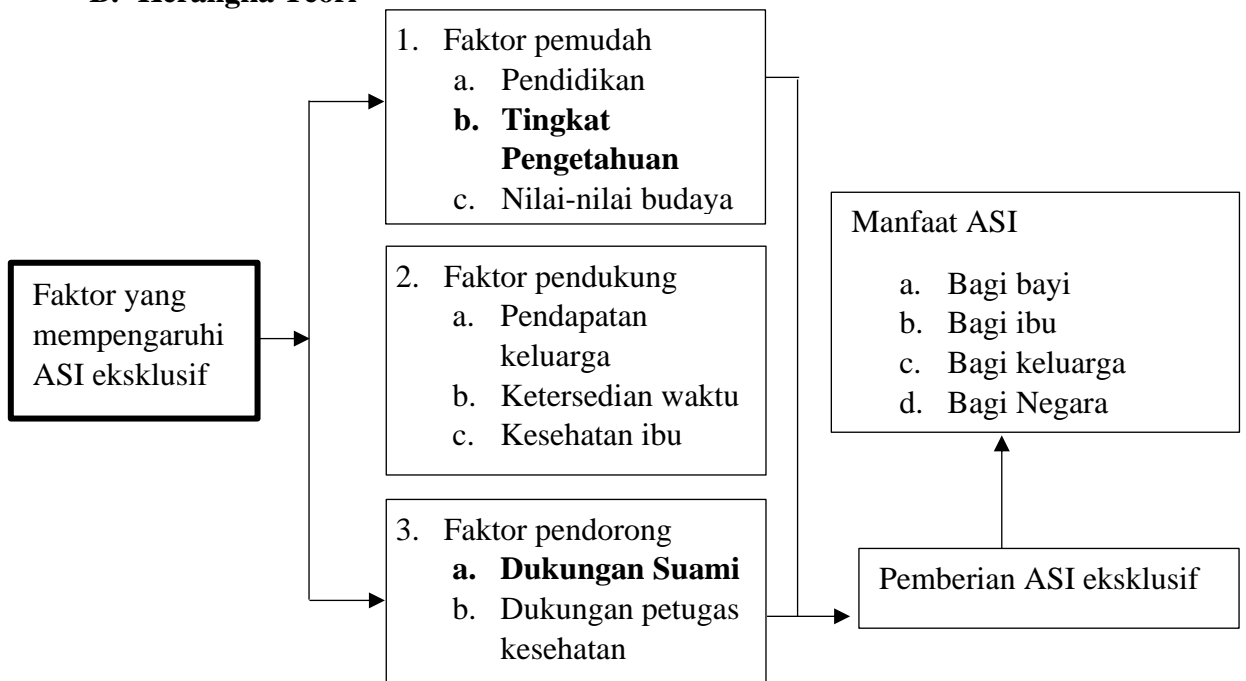 B. Kerangka Teori
1. Faktor pemudah
a. Pendidikan
b. Tingkat
Pengetahuan
c. Nilai-nilai budaya
Faktor yang
mempengaruhi
ASI eksklusif
2. Faktor pendukung
a. Pendapatan
keluarga
b. Ketersedian waktu
c. Kesehatan ibu
3. Faktor pendorong
a. Dukungan Suami
b. Dukungan petugas
kesehatan
Manfaat ASI
a. Bagi bayi
b. Bagi ibu
c. Bagi keluarga
d. Bagi Negara
Pemberian ASI eksklusif